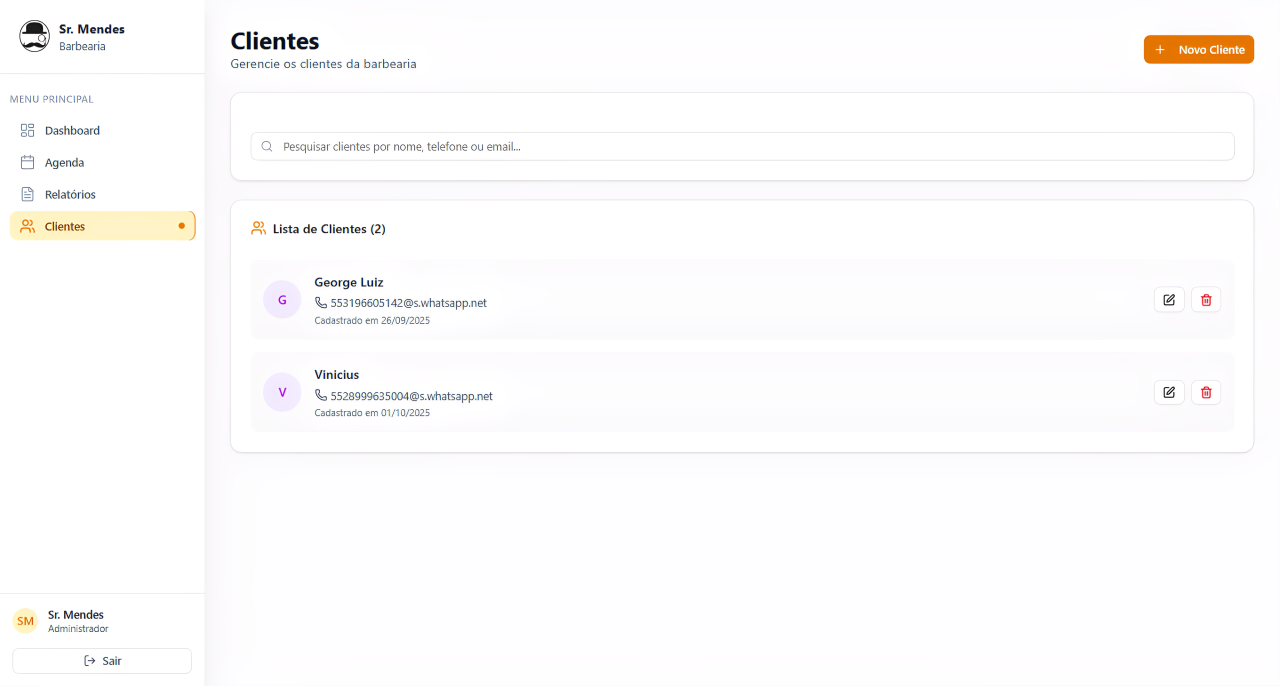 Sr. Mendes
Barbearia
MENU PRINCIPAL
Dashboard
Agenda
Relatórios
Clientes
Sr. Mendes
SM
Administrador
Sair
Clientes
Gerencie os clientes da barbearia
Novo Cliente
Pesquisar clientes por nome, telefone ou email...
Lista de Clientes (2)
G
George Luiz
553196605142@s.whatsapp.net
Cadastrado em 26/09/2025
V
Vinicius
5528999635004@s.whatsapp.net
Cadastrado em 01/10/2025